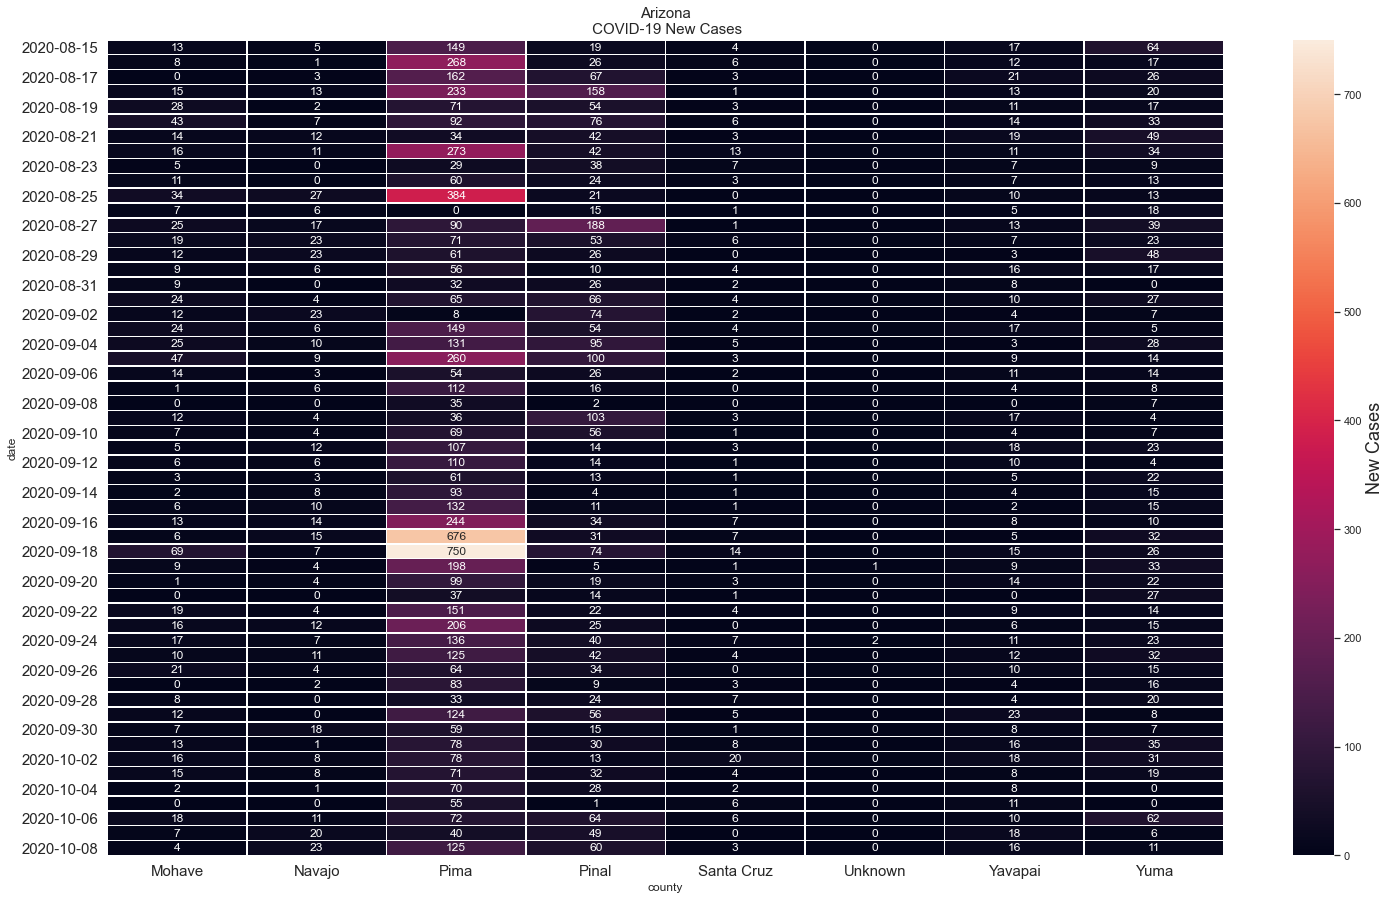 Arizona
COVID-19 New Cases
2020-08-15 13 5 149 19 4 0 17 64
8 1 268 26 6 0 12 17
2020-08-17 0 3 162 67 3 0 21 26
15 13 233 158 1 0 13 20
2020-08-19 28 2 71 54 3 0 11 17
43 7 92 76 6 0 14 33
2020-08-21 14 12 34 42 3 0 19 49
16 11 273 42 13 0 11 34
2020-08-23 5 0 29 38 7 0 7 9
11 0 60 24 3 0 7 13
2020-08-25 34 27 384 21 0 0 10 13
7 6 0 15 1 0 5 18
2020-08-27 25 17 90 188 1 0 13 39
19 23 71 53 6 0 7 23
2020-08-29 12 23 61 26 0 0 3 48
9 6 56 10 4 0 16 17
2020-08-31 9 0 32 26 2 0 8 0
24 4 65 66 4 0 10 27
2020-09-02 12 23 8 74 2 0 4 7
24 6 149 54 4 0 17 5
2020-09-04 25 10 131 95 5 0 3 28
47 9 260 100 3 0 9 14
2020-09-06 14 3 54 26 2 0 11 14
1 6 112 16 0 0 4 8
2020-09-08 0 0 35 2 0 0 0 7
12 4 36 103 3 0 17 4
2020-09-10 7 4 69 56 1 0 4 7
5 12 107 14 3 0 18 23
2020-09-12 6 6 110 14 1 0 10 4
3 3 61 13 1 0 5 22
2020-09-14 2 8 93 4 1 0 4 15
6 10 132 11 1 0 2 15
2020-09-16 13 14 244 34 7 0 8 10
6 15 676 31 7 0 5 32
2020-09-18 69 7 750 74 14 0 15 26
9 4 198 5 1 1 9 33
2020-09-20 1 4 99 19 3 0 14 22
0 0 37 14 1 0 0 27
2020-09-22 19 4 151 22 4 0 9 14
16 12 206 25 0 0 6 15
2020-09-24 17 7 136 40 7 2 11 23
10 11 125 42 4 0 12 32
2020-09-26 21 4 64 34 0 0 10 15
0 2 83 9 3 0 4 16
2020-09-28 8 0 33 24 7 0 4 20
12 0 124 56 5 0 23 8
2020-09-30 7 18 59 15 1 0 8 7
13 1 78 30 8 0 16 35
2020-10-02 16 8 78 13 20 0 18 31
15 8 71 32 4 0 8 19
2020-10-04 2 1 70 28 2 0 8 0
0 0 55 1 6 0 11 0
2020-10-06 18 11 72 64 6 0 10 62
7 20 40 49 0 0 18 6
2020-10-08 4 23 125 60 3 0 16 11
Mohave Navajo Pima Pinal Santa Cruz Unknown Yavapai Yuma
county
date
700
600
500
400
300
200
100
0
New Cases